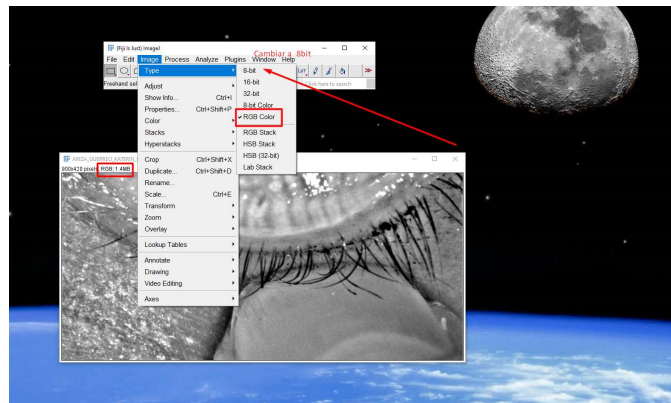 (Fiji Is Just) ImageJ
File Edit Image Process Analyze Plugins Window Help
Cambiar a 8bit
Freehand sel
Click here to search
Type
Adjust
Show Info... Ctrl+I
Properties... Ctrl+Shift+P
Color
Stacks
Hyperstacks
Crop Ctrl+Shift+X
Duplicate... Ctrl+Shift+D
Rename...
Scale... Ctrl+E
Transform
Zoom
Overlay
Lookup Tables
Annotate
Drawing
Video Editing
Axes
8-bit
16-bit
32-bit
8-bit Color
RGB Color
RGB Stack
HSB Stack
HSB (32-bit)
Lab Stack
900x420 pixels RGB; 1.4MB